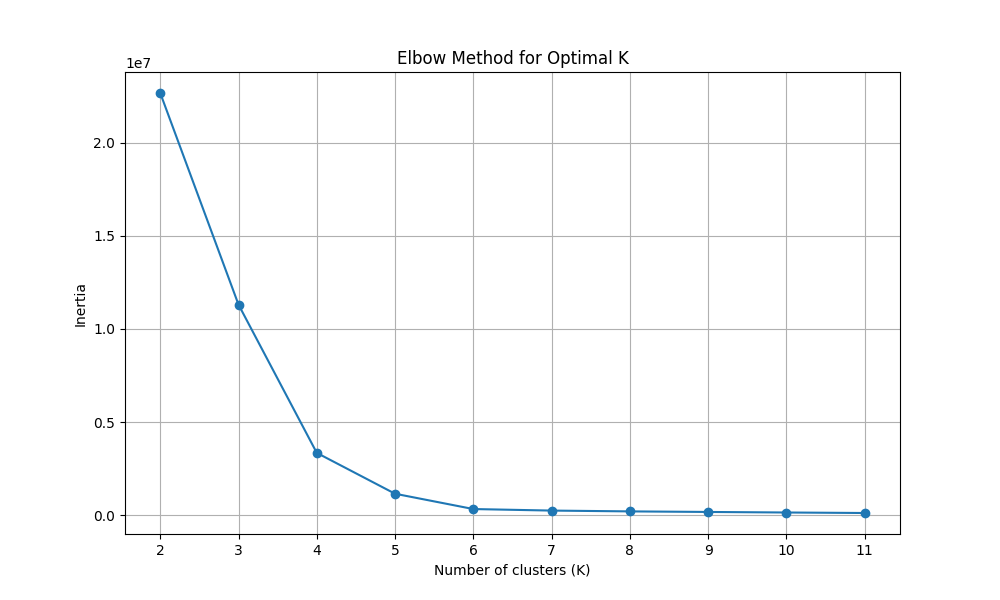 Elbow Method for Optimal K
1e7
2.0
1.5
1.0
0.5
0.0
Inertia
2 3 4 5 6 7 8 9 10 11
Number of clusters (K)